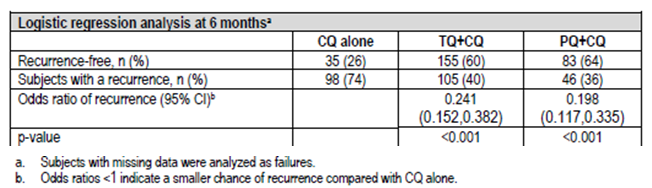 Logistic regression analysis at 6 monthsª
CQ alone TQ+CQ PQ+CQ
Recurrence-free, n (%) 35 (26) 155 (60) 83 (64)
Subjects with a recurrence, n (%) 98 (74) 105 (40) 46 (36)
Odds ratio of recurrence (95% CI)ᵇ 0.241 0.198
(0.152,0.382) (0.117,0.335)
p-value <0.001 <0.001
a. Subjects with missing data were analyzed as failures.
b. Odds ratios <1 indicate a smaller chance of recurrence compared with CQ alone.